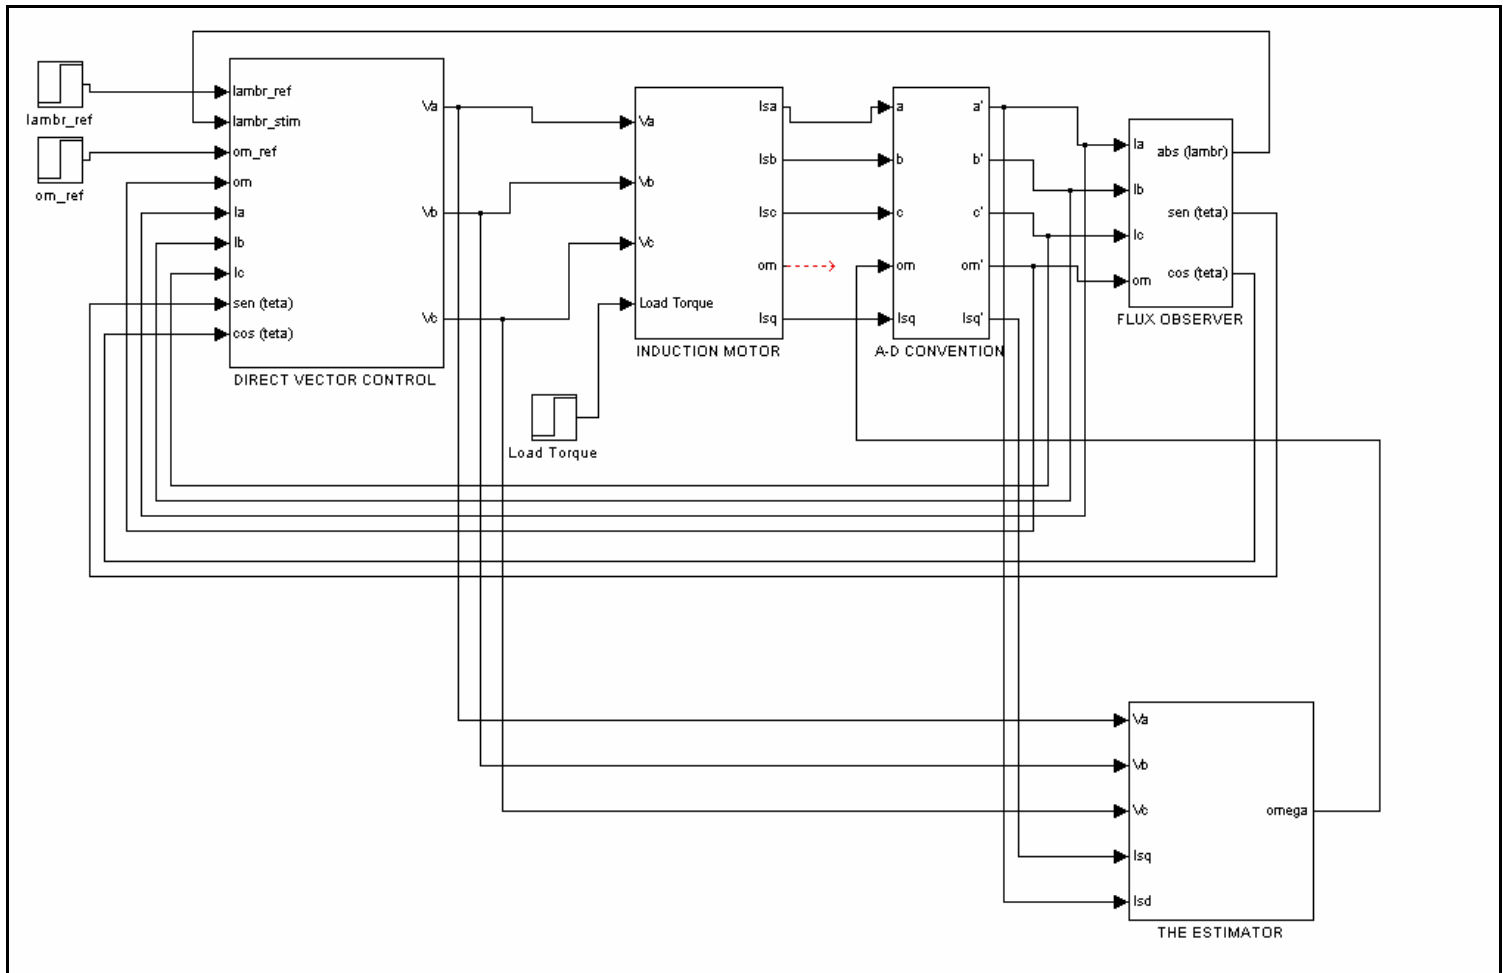 lambr_ref
om_ref
lambr_ref
lambr_stim
om_ref
om
Ia
Ib
Ic
sen (teta)
cos (teta)
Va
Vb
Vc
DIRECT VECTOR CONTROL
Va
Vb
Vc
Load Torque
Isa
Isb
Isc
om
Isq
INDUCTION MOTOR
Load Torque
a
b
c
om
Isq
a'
b'
c'
om'
Isq'
A-D CONVENTION
Ia
Ib
Ic
om
abs (lambr)
sen (teta)
cos (teta)
FLUX OBSERVER
Va
Vb
Vc
Isq
Isd
omega
THE ESTIMATOR